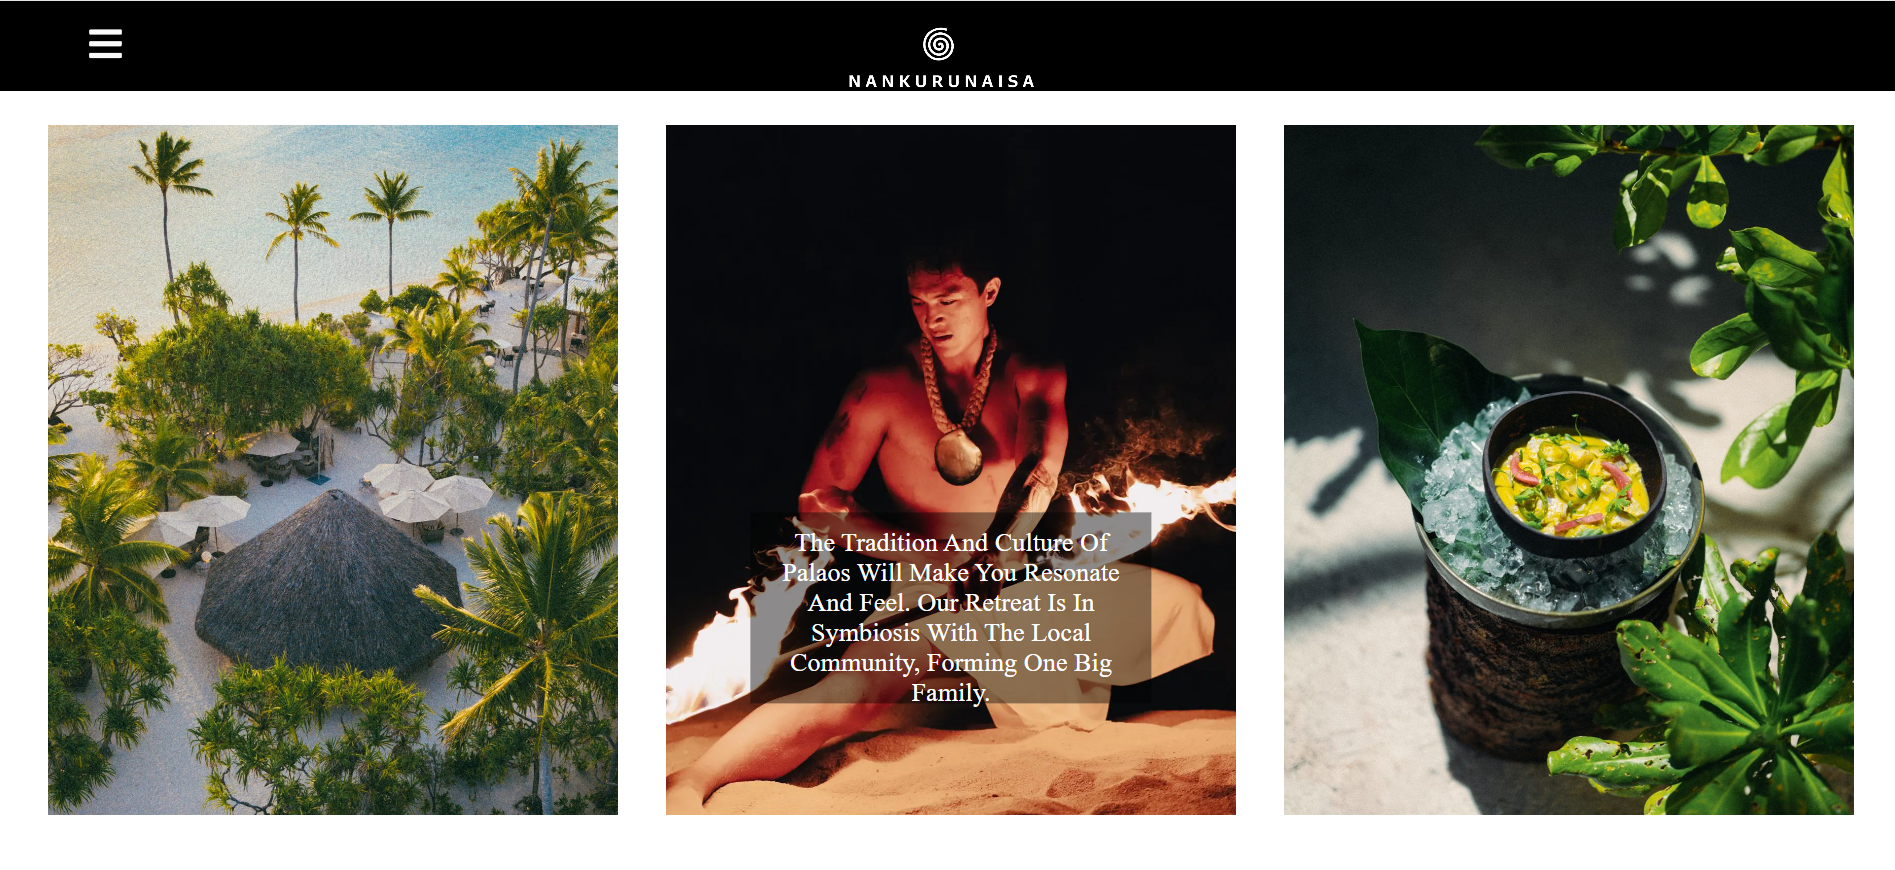 NANKURUNAISA
The Tradition And Culture Of
Palaos Will Make You Resonate
And Feel. Our Retreat Is In
Symbiosis With The Local
Community, Forming One Big
Family.